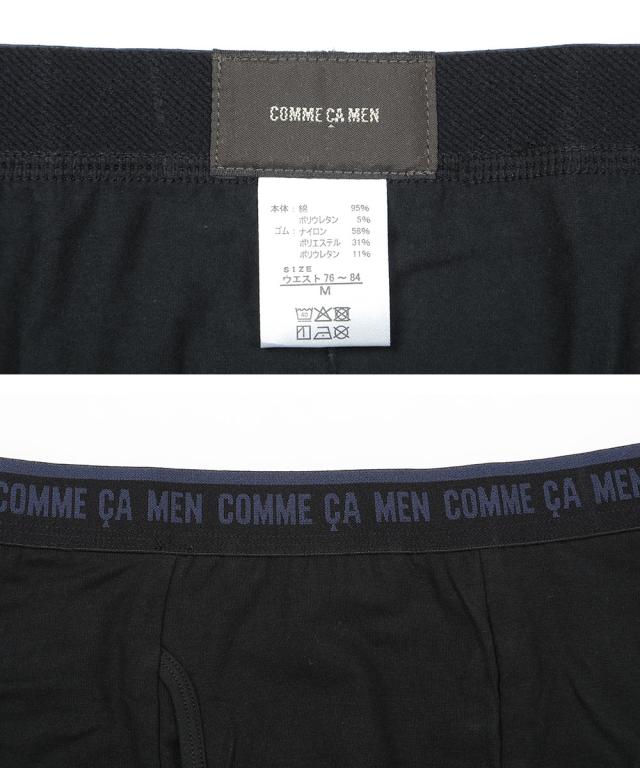 COMME ÇA MEN
本体：綿 95%
ポリウレタン 5%
ゴム：ナイロン 58%
ポリエステル 31%
ポリウレタン 11%
SIZE
ウエスト 76～84
M
40
COMME ÇA MEN COMME ÇA MEN COMME ÇA MEN